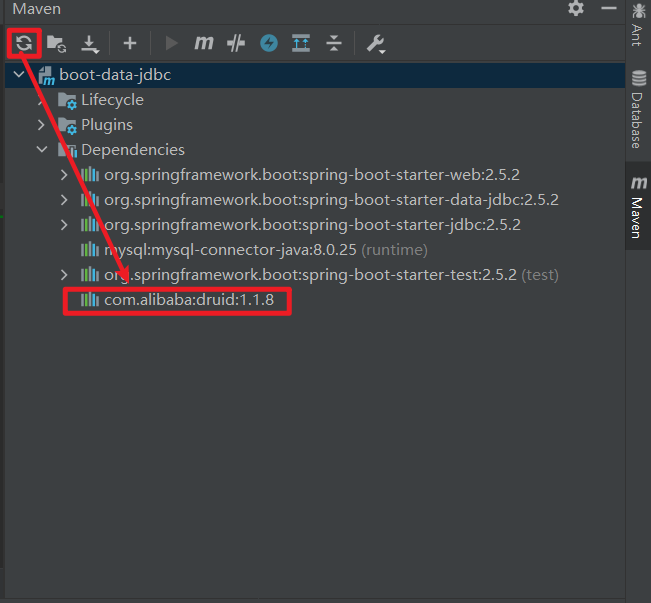 Maven
boot-data-jdbc
Lifecycle
Plugins
Dependencies
org.springframework.boot:spring-boot-starter-web:2.5.2
org.springframework.boot:spring-boot-starter-data-jdbc:2.5.2
org.springframework.boot:spring-boot-starter-jdbc:2.5.2
mysql:mysql-connector-java:8.0.25 (runtime)
org.springframework.boot:spring-boot-starter-test:2.5.2 (test)
com.alibaba:druid:1.1.8
Ant
Database
Maven